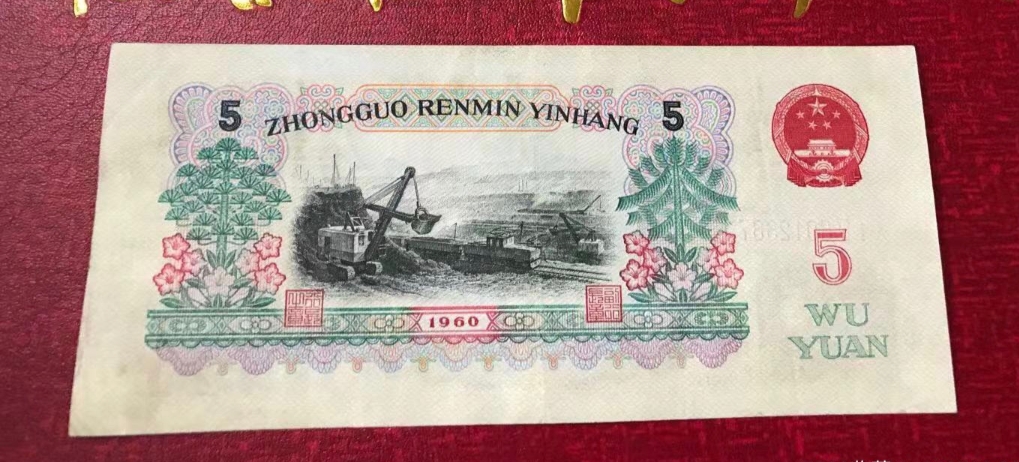 5 ZHONGGUO RENMIN YINHANG 5
5
WU
YUAN
1960